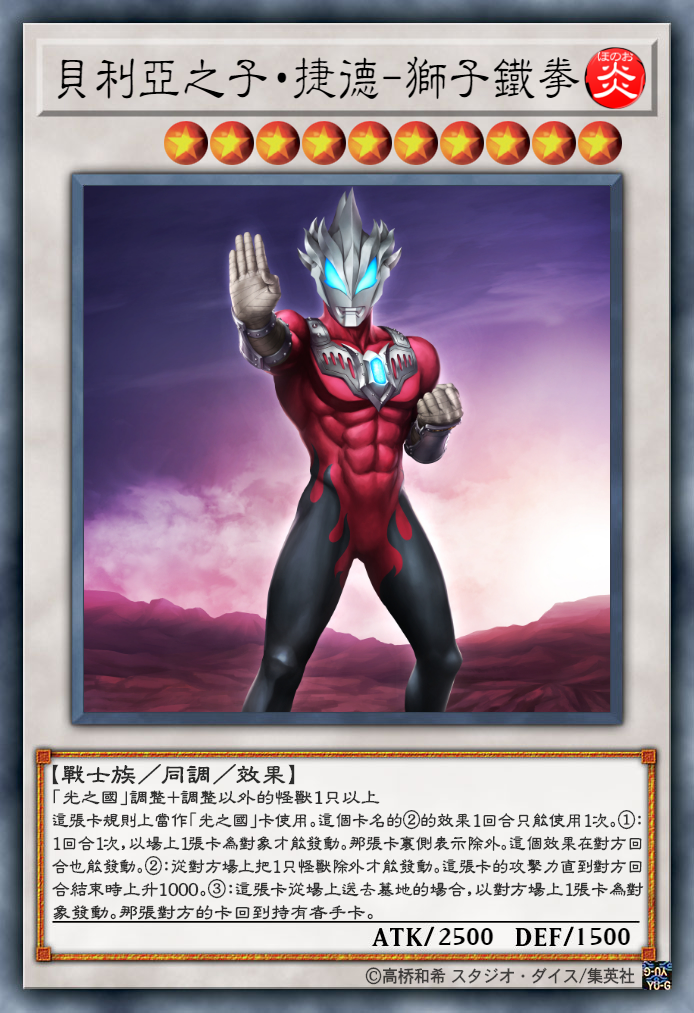 貝利亞之子・捷德-獅子鐵拳
ほのお
炎
【戰士族／同調／效果】
「光之國」調整+調整以外的怪獸1只以上
這張卡規則上當作「光之國」卡使用。這個卡名的②的效果1回合只能使用1次。①:
1回合1次，以場上1張卡為對象才能發動。那張卡裏側表示除外。這個效果在對方回
合也能發動。②:從對方場上把1只怪獸除外才能發動。這張卡的攻擊力直到對方回
合結束時上升1000。③:這張卡從場上送去墓地的場合，以對方場上1張卡為對
象發動。那張對方的卡回到持有者手卡。
ATK/2500 DEF/1500
©高桥和希 スタジオ・ダイス/集英社
YU-G
YU-G